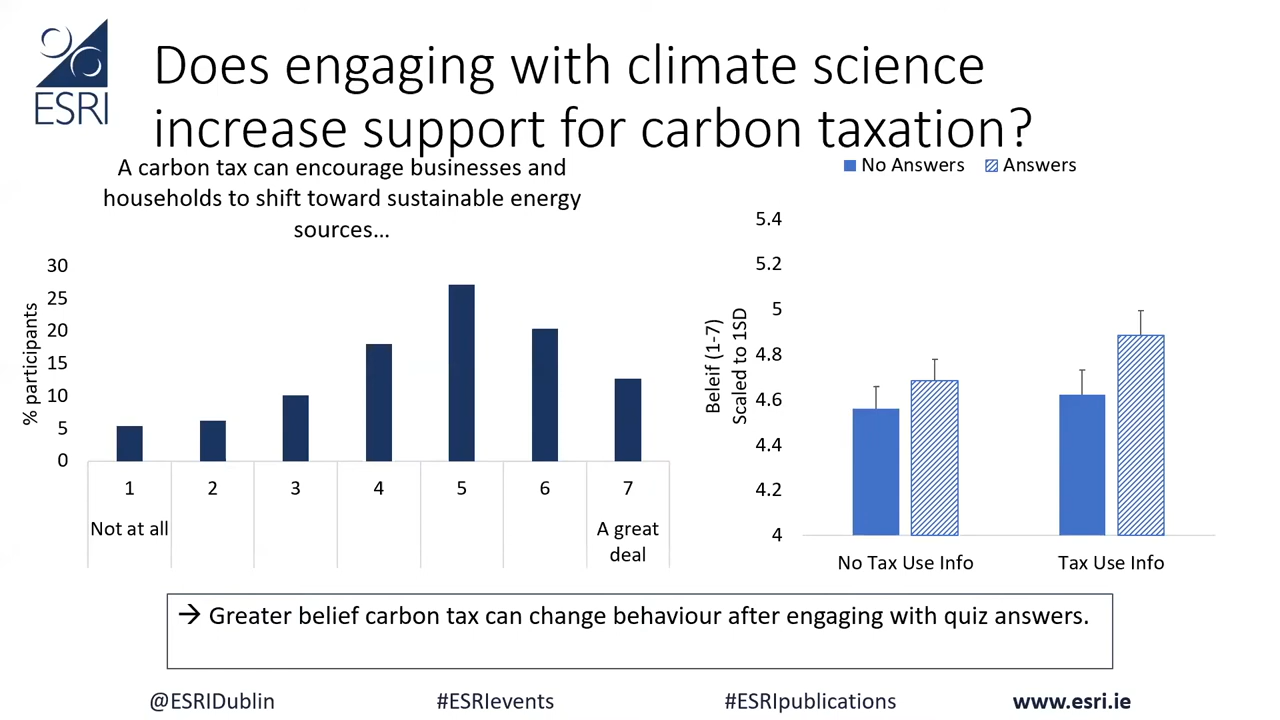 ESRI
Does engaging with climate science
increase support for carbon taxation?
A carbon tax can encourage businesses and
households to shift toward sustainable energy
sources...
% participants
30
25
20
15
10
5
0
1 2 3 4 5 6 7
Not at all
A great
deal
No Answers Answers
Beleif (1-7)
Scaled to 1SD
5.4
5.2
5
4.8
4.6
4.4
4.2
4
No Tax Use Info Tax Use Info
→ Greater belief carbon tax can change behaviour after engaging with quiz answers.
@ESRIDublin #ESRIevents #ESRIpublications www.esri.ie